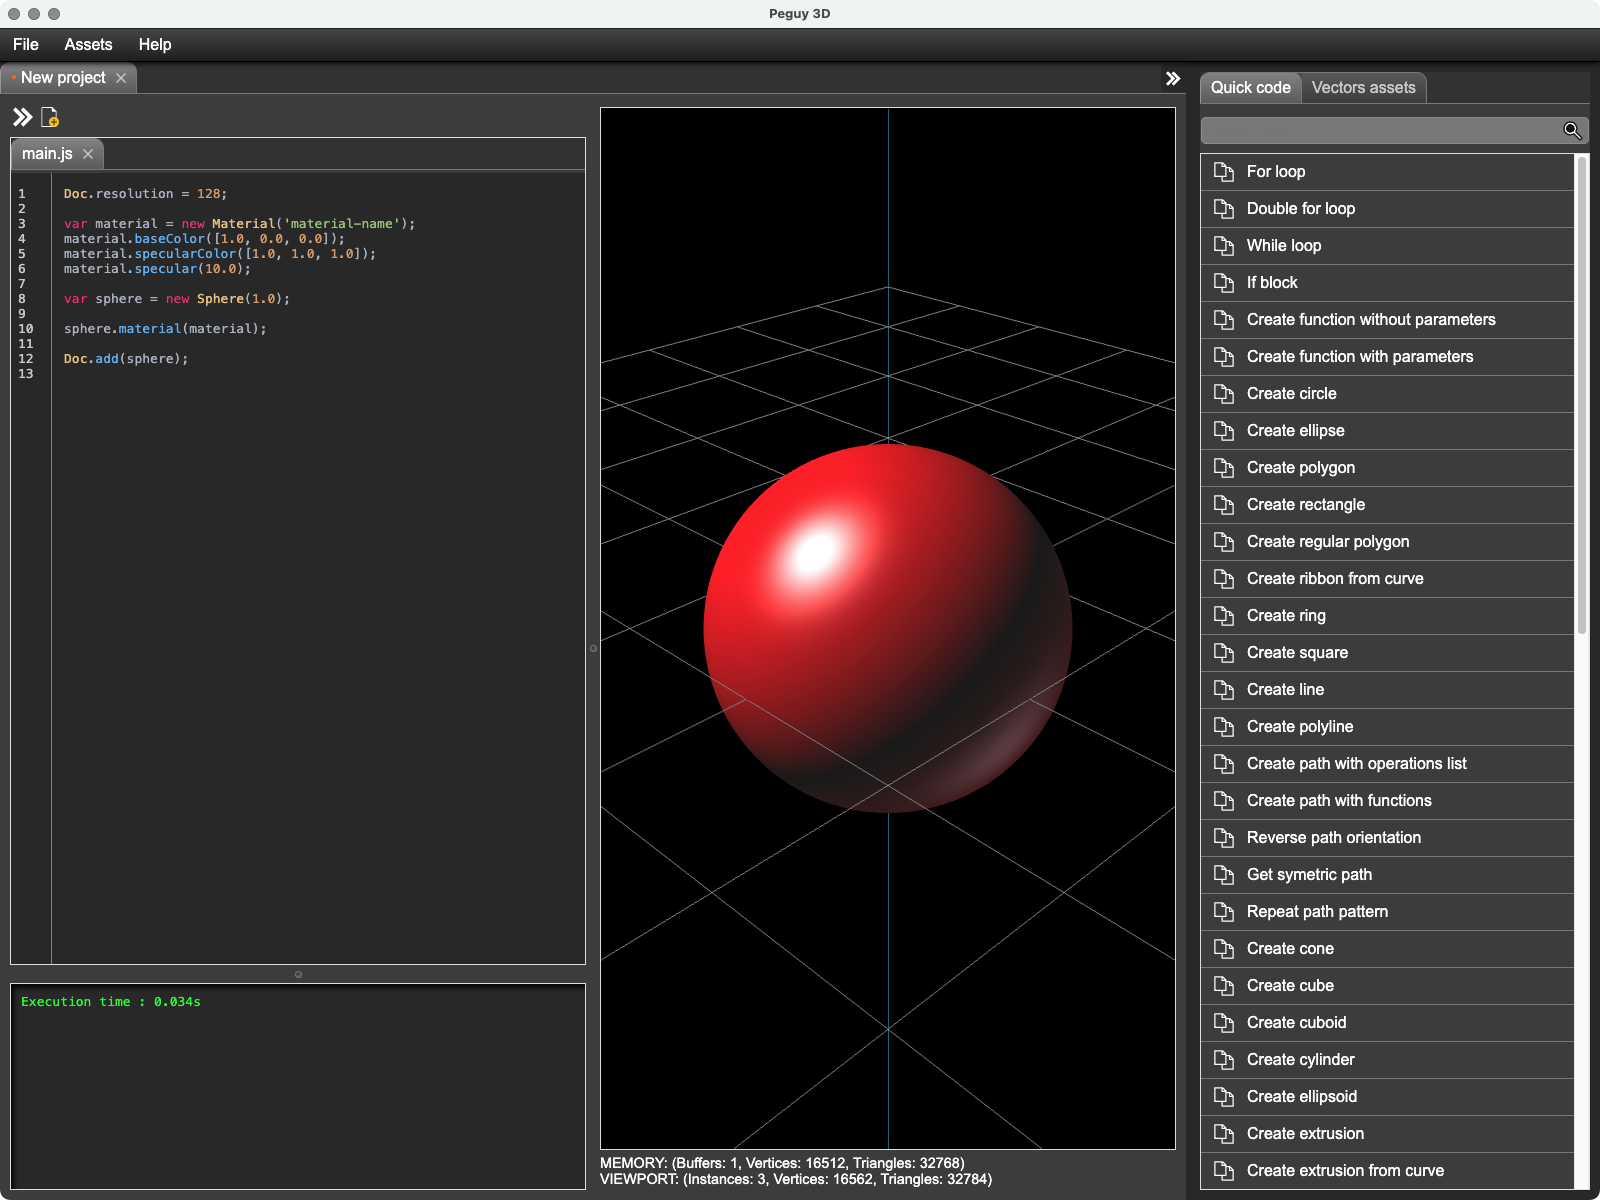 Peguy 3D
File Assets Help
New project
Quick code Vectors assets
main.js
1 Doc.resolution = 128;
2
3 var material = new Material('material-name');
4 material.baseColor([1.0, 0.0, 0.0]);
5 material.specularColor([1.0, 1.0, 1.0]);
6 material.specular(10.0);
7
8 var sphere = new Sphere(1.0);
9
10 sphere.material(material);
11
12 Doc.add(sphere);
13
Execution time : 0.034s
MEMORY: (Buffers: 1, Vertices: 16512, Triangles: 32768)
VIEWPORT: (Instances: 3, Vertices: 16562, Triangles: 32784)
For loop
Double for loop
While loop
If block
Create function without parameters
Create function with parameters
Create circle
Create ellipse
Create polygon
Create rectangle
Create regular polygon
Create ribbon from curve
Create ring
Create square
Create line
Create polyline
Create path with operations list
Create path with functions
Reverse path orientation
Get symetric path
Repeat path pattern
Create cone
Create cube
Create cuboid
Create cylinder
Create ellipsoid
Create extrusion
Create extrusion from curve